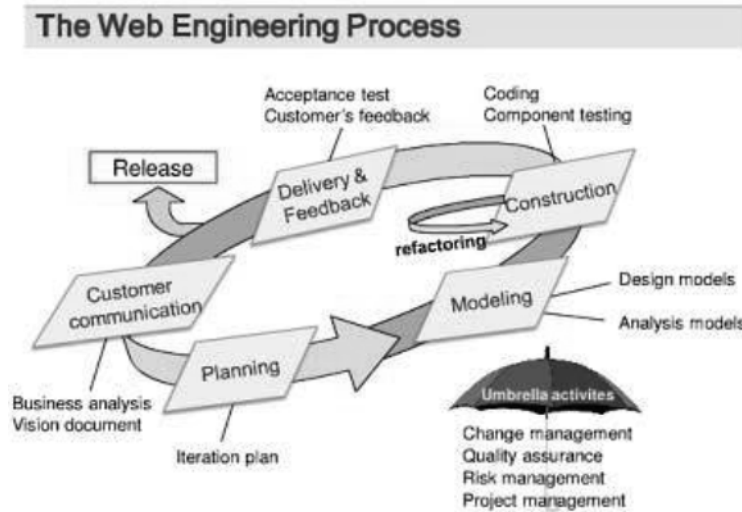 The Web Engineering Process
Acceptance test
Customer's feedback
Coding
Component testing
Release
Delivery &
Feedback
Construction
refactoring
Customer
communication
Modeling
Design models
Analysis models
Planning
Business analysis
Vision document
Iteration plan
Umbrella activites
Change management
Quality assurance
Risk management
Project management